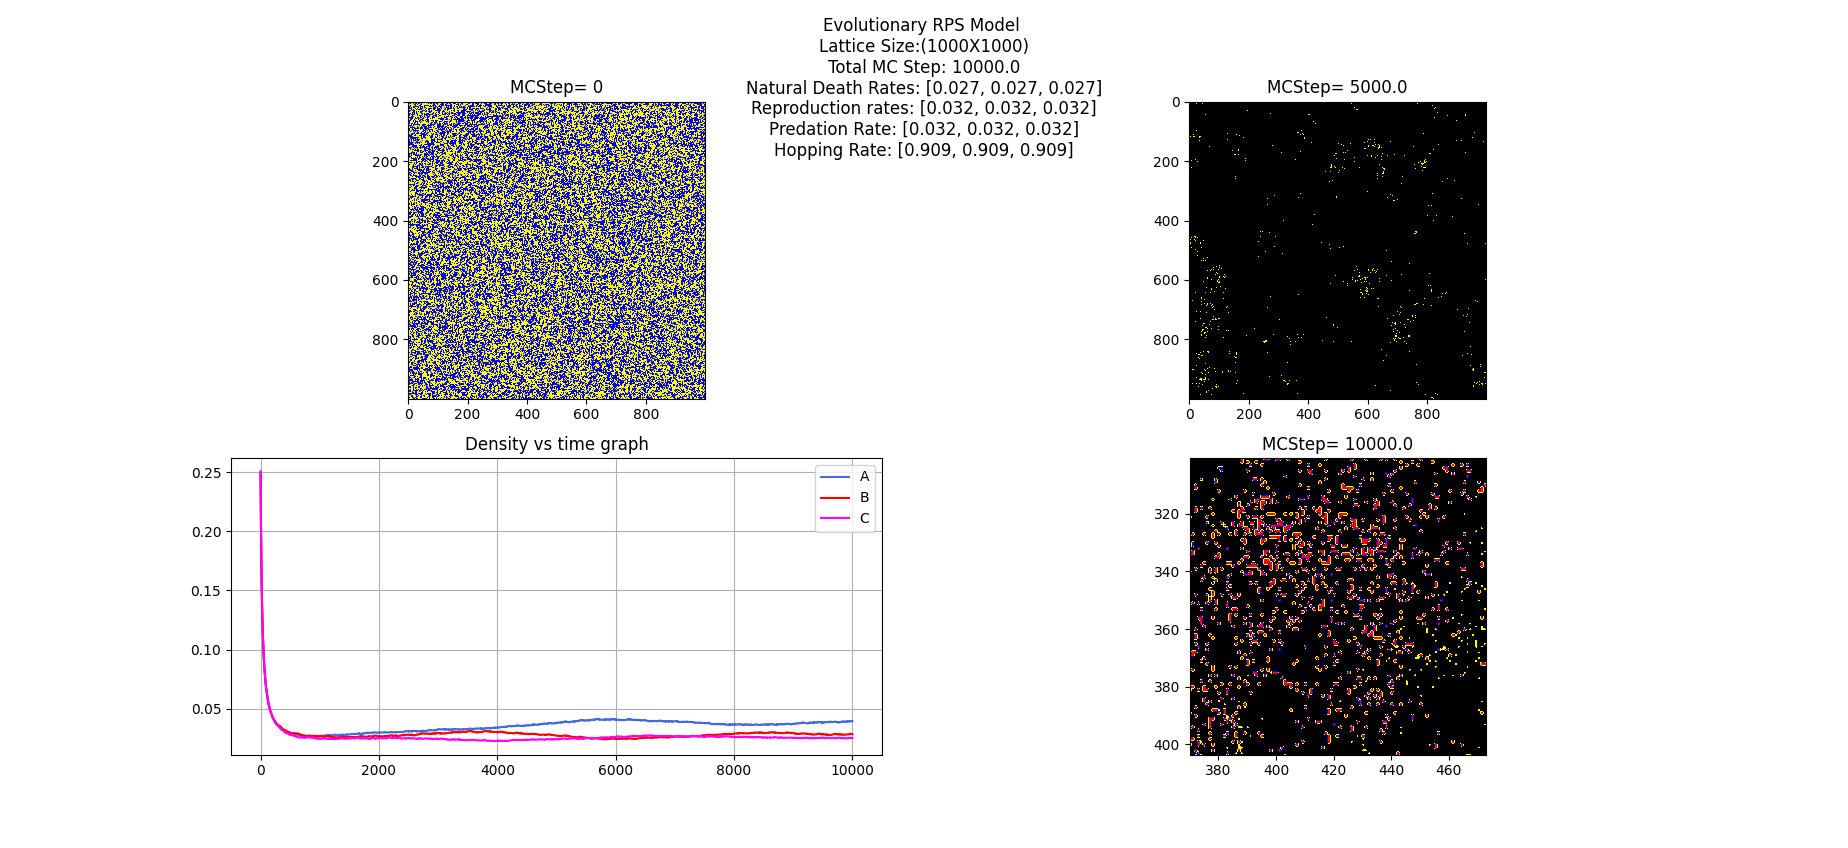 Evolutionary RPS Model
Lattice Size:(1000X1000)
Total MC Step: 10000.0
Natural Death Rates: [0.027, 0.027, 0.027]
Reproduction rates: [0.032, 0.032, 0.032]
Predation Rate: [0.032, 0.032, 0.032]
Hopping Rate: [0.909, 0.909, 0.909]
MCStep= 0
0
200
400
600
800
0 200 400 600 800
MCStep= 5000.0
0
200
400
600
800
0 200 400 600 800
Density vs time graph
0.25
0.20
0.15
0.10
0.05
0 2000 4000 6000 8000 10000
A
B
C
MCStep= 10000.0
320
340
360
380
400
380 400 420 440 460